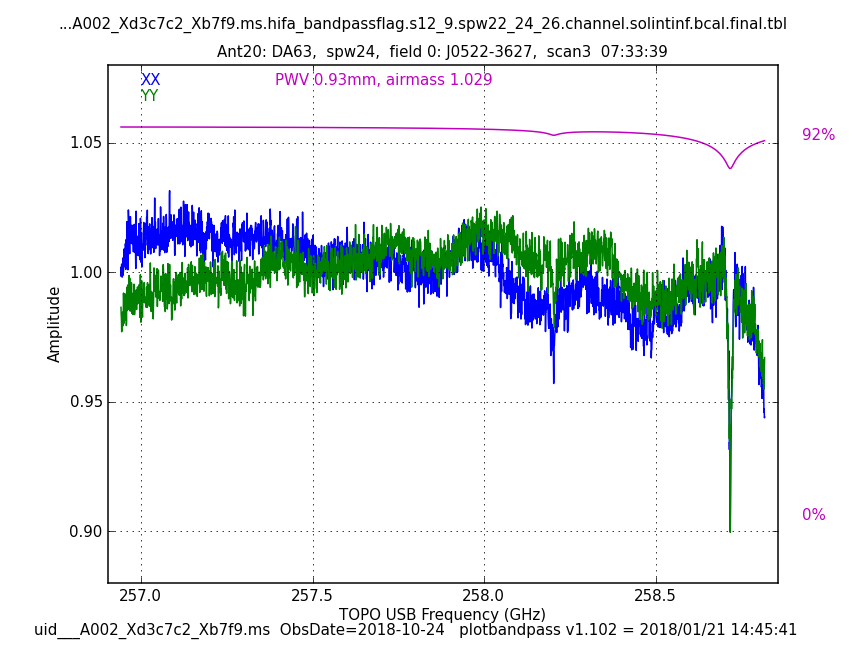 ...A002_Xd3c7c2_Xb7f9.ms.hifa_bandpassflag.s12_9.spw22_24_26.channel.solintinf.bcal.final.tbl
Ant20: DA63, spw24, field 0: J0522-3627, scan3 07:33:39
XX
PWV 0.93mm, airmass 1.029
YY
92%
1.05
1.00
Amplitude
0.95
0%
0.90
257.0 257.5 258.0 258.5
TOPO USB Frequency (GHz)
uid___A002_Xd3c7c2_Xb7f9.ms ObsDate=2018-10-24 plotbandpass v1.102 = 2018/01/21 14:45:41